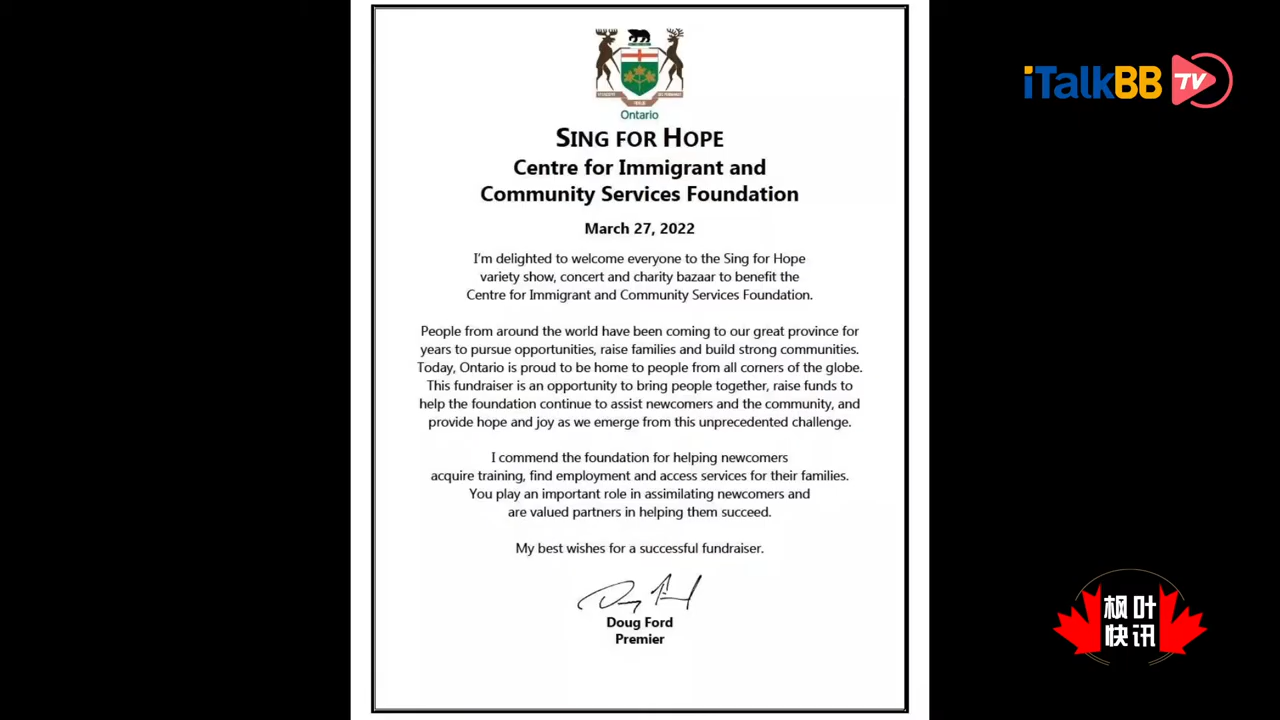 Ontario
SING FOR HOPE
Centre for Immigrant and
Community Services Foundation
March 27, 2022
I'm delighted to welcome everyone to the Sing for Hope
variety show, concert and charity bazaar to benefit the
Centre for Immigrant and Community Services Foundation.
People from around the world have been coming to our great province for
years to pursue opportunities, raise families and build strong communities.
Today, Ontario is proud to be home to people from all corners of the globe.
This fundraiser is an opportunity to bring people together, raise funds to
help the foundation continue to assist newcomers and the community, and
provide hope and joy as we emerge from this unprecedented challenge.
I commend the foundation for helping newcomers
acquire training, find employment and access services for their families.
You play an important role in assimilating newcomers and
are valued partners in helping them succeed.
My best wishes for a successful fundraiser.
Doug Ford
Premier
iTalkBB TV
枫叶
快讯